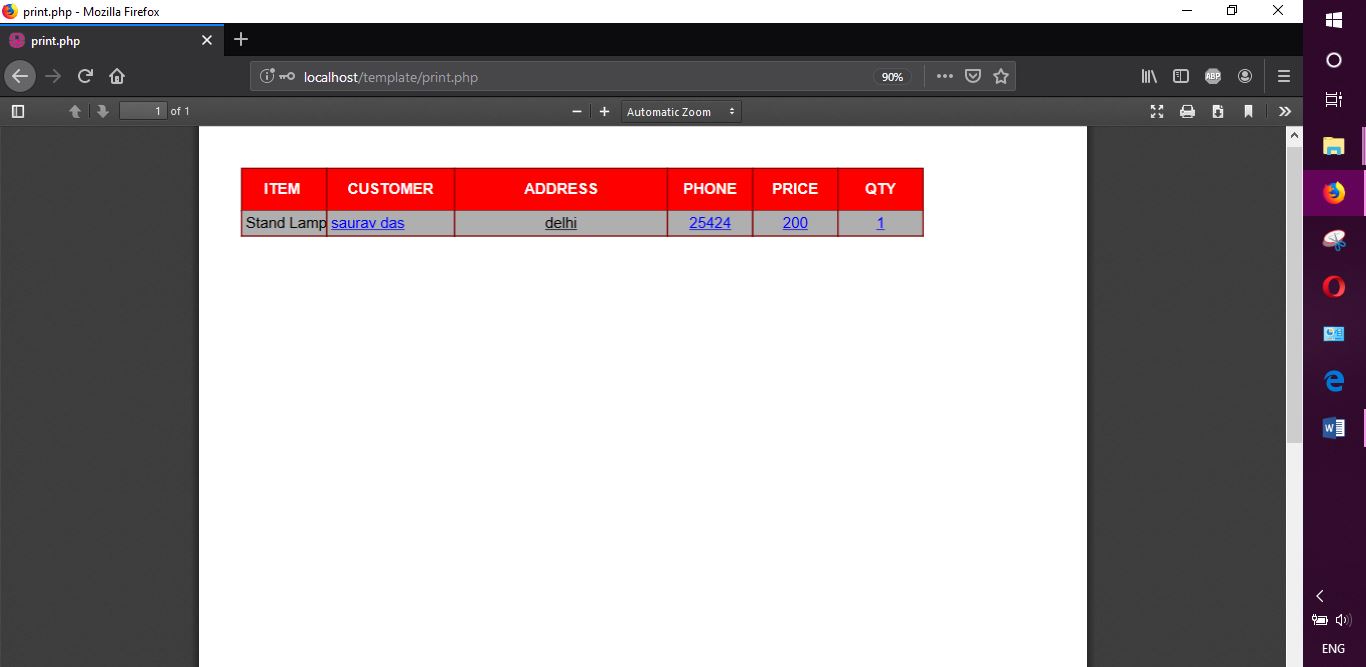 print.php - Mozilla Firefox
print.php
localhost/template/print.php 90% ABP
1 of 1 Automatic Zoom
ITEM CUSTOMER ADDRESS PHONE PRICE QTY
Stand Lamp saurav das delhi 25424 200 1
W
ENG